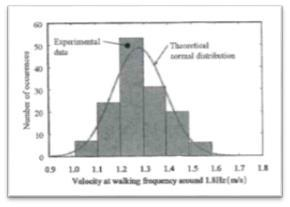 60
50
40
30
20
10
0
Number of occurrences
Experimental
data
Theoretical
normal distribution
0.9 1.0 1.1 1.2 1.3 1.4 1.5 1.6 1.7 1.8
Velocity at walking frequency around 1.8Hz(m/s)